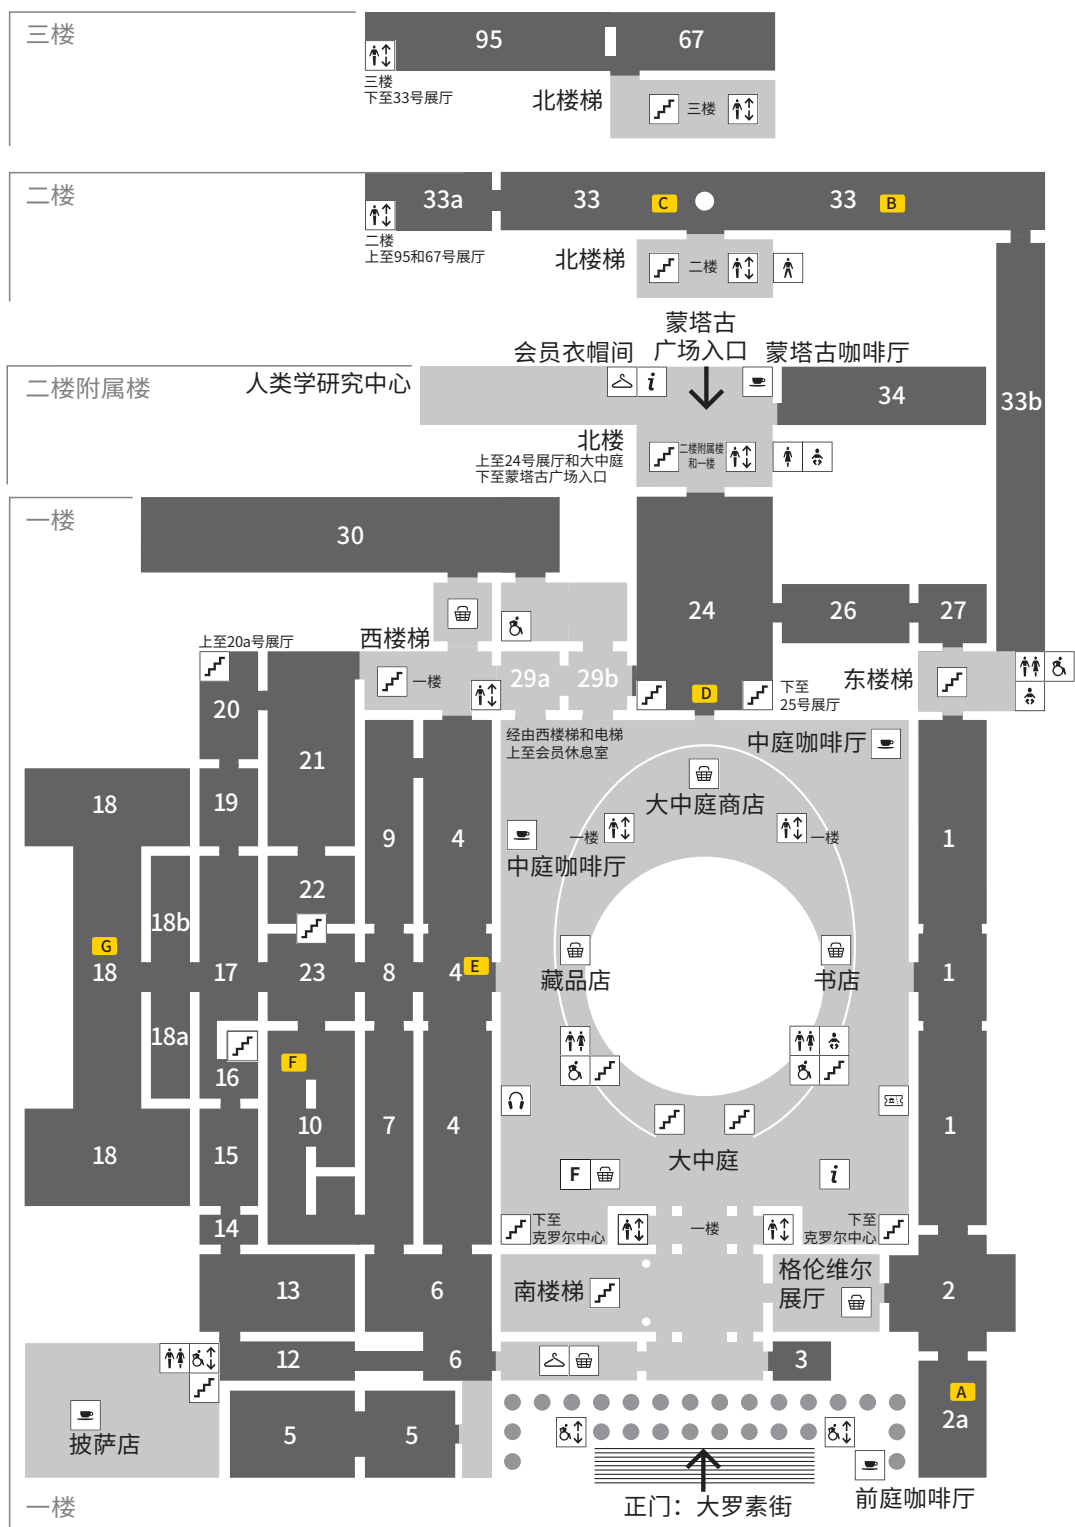 三楼
95
67
三楼
下至33号展厅
北楼梯
三楼
二楼
33a
33
C
33
B
二楼
上至95和67号展厅
北楼梯
二楼
蒙塔古
广场入口
会员衣帽间
蒙塔古咖啡厅
二楼附属楼
人类学研究中心
i
34
33b
北楼
上至24号展厅和大中庭
下至蒙塔古广场入口
二楼附属楼
和一楼
一楼
30
24
26
27
上至20a号展厅
西楼梯
一楼
29a
29b
D
下至
25号展厅
东楼梯
20
21
经由西楼梯和电梯
上至会员休息室
中庭咖啡厅
18
19
9
4
大中庭商店
一楼
一楼
1
中庭咖啡厅
22
18b
G
18
17
23
8
4
E
藏品店
书店
1
18a
16
F
10
7
4
1
18
15
大中庭
F
i
14
下至
克罗尔中心
一楼
下至
克罗尔中心
13
6
南楼梯
格伦维尔
展厅
2
12
6
3
A
2a
披萨店
5
5
正门：大罗素街
前庭咖啡厅
一楼